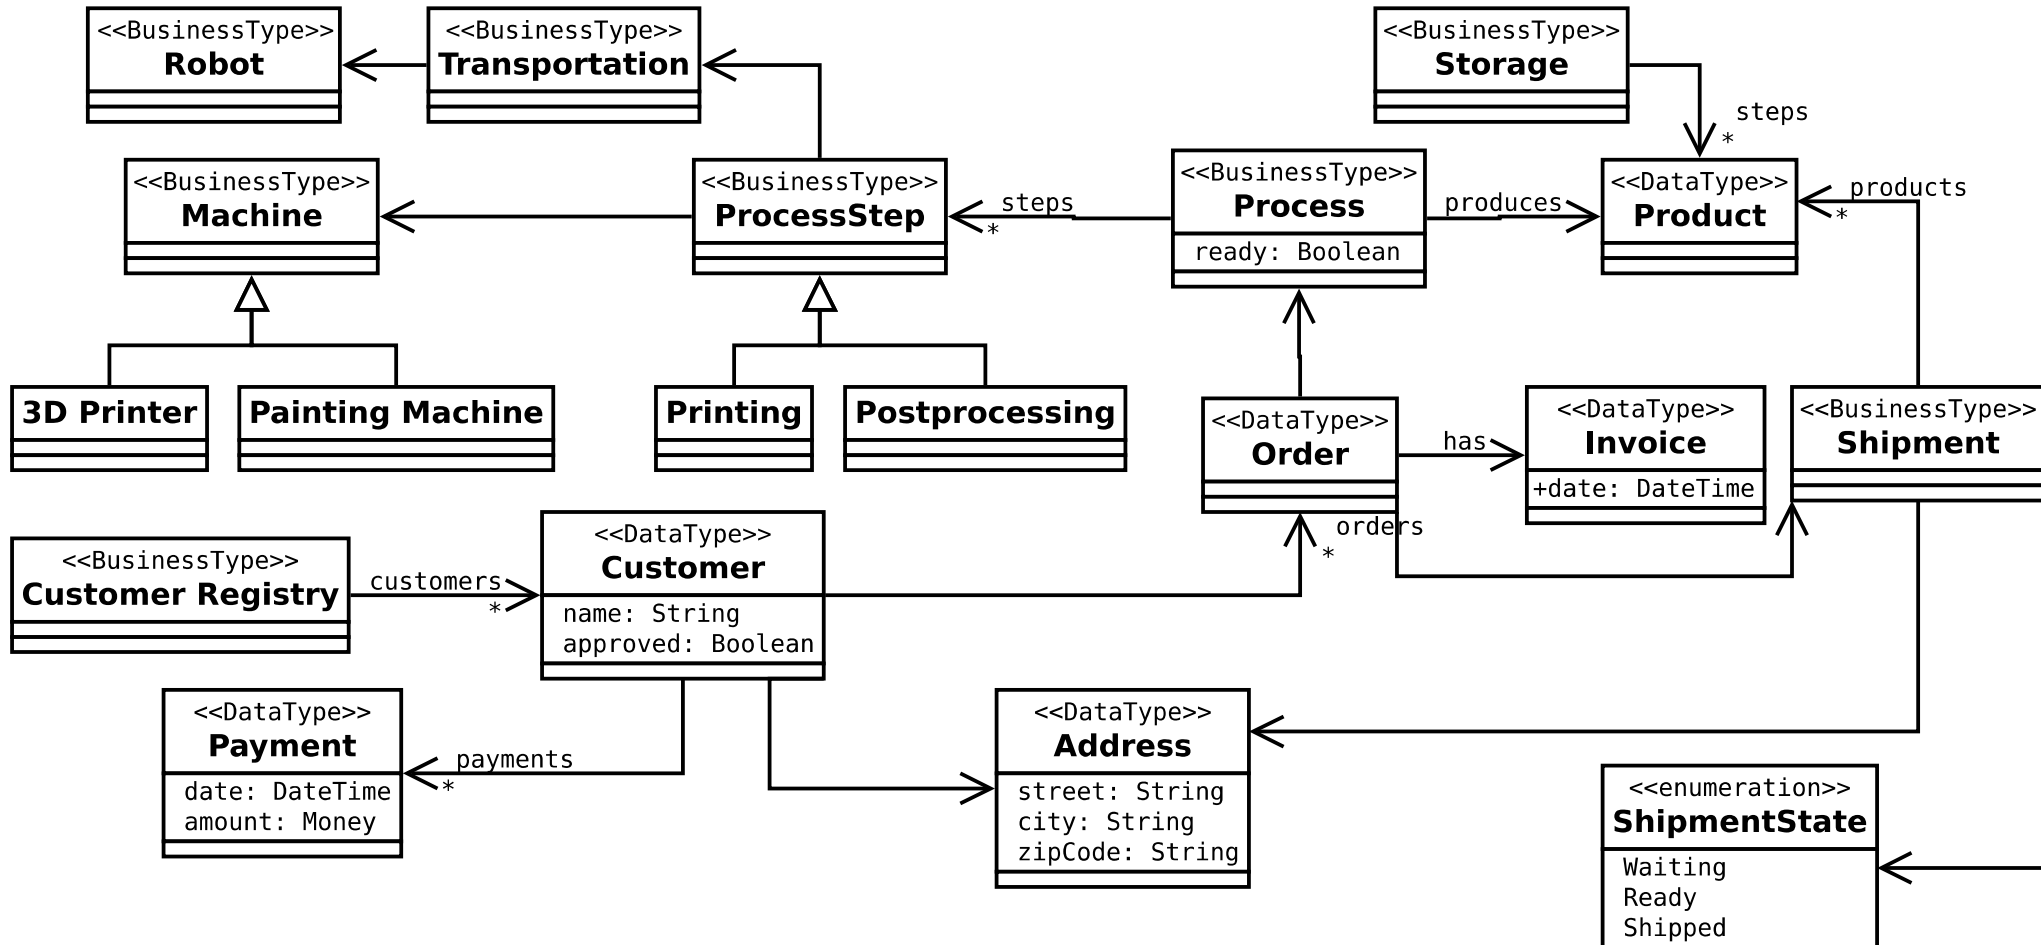 <<BusinessType>>
Robot
<<BusinessType>>
Transportation
<<BusinessType>>
Storage
steps
*
<<BusinessType>>
Machine
<<BusinessType>>
ProcessStep
steps
*
<<BusinessType>>
Process
ready: Boolean
produces
<<DataType>>
Product
products
*
3D Printer
Painting Machine
Printing
Postprocessing
<<DataType>>
Order
has
<<DataType>>
Invoice
+date: DateTime
<<BusinessType>>
Shipment
orders
*
<<BusinessType>>
Customer Registry
customers
*
<<DataType>>
Customer
name: String
approved: Boolean
<<DataType>>
Payment
date: DateTime
amount: Money
payments
*
<<DataType>>
Address
street: String
city: String
zipCode: String
<<enumeration>>
ShipmentState
Waiting
Ready
Shipped